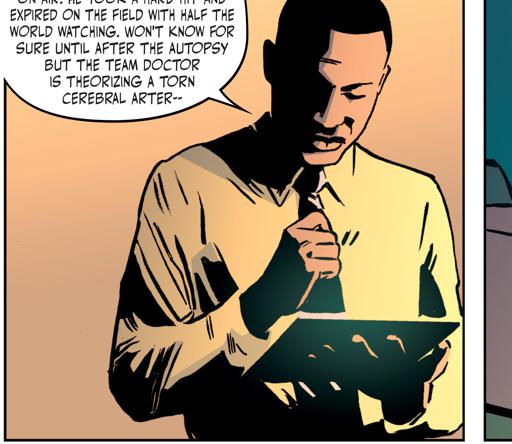 ON AIR. HE TOOK A HARD HIT AND
EXPIRED ON THE FIELD WITH HALF THE
WORLD WATCHING. WON'T KNOW FOR
SURE UNTIL AFTER THE AUTOPSY
BUT THE TEAM DOCTOR
IS THEORIZING A TORN
CEREBRAL ARTER--